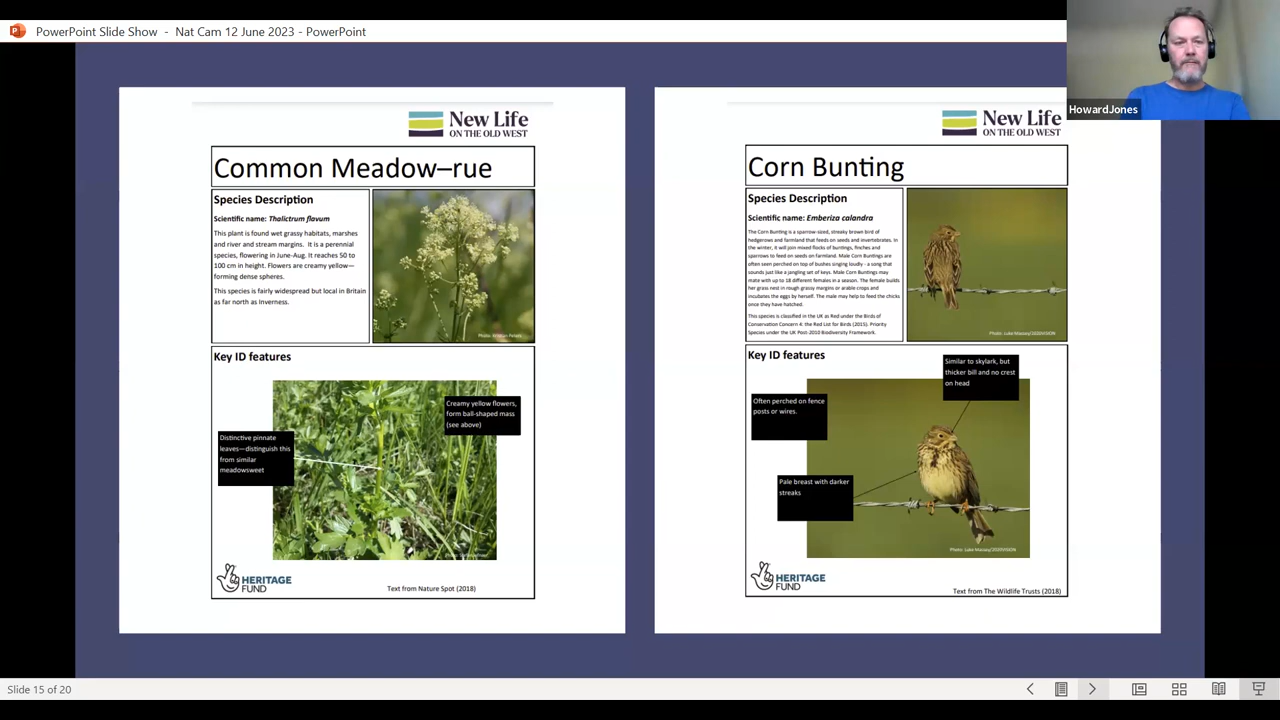 PowerPoint Slide Show - Nat Cam 12 June 2023 - PowerPoint
HowardJones
New Life
ON THE OLD WEST
Common Meadow–rue
Species Description
Scientific name: Thalictrum flavum
This plant is found wet grassy habitats, marshes
and river and stream margins. It is a perennial
species, flowering in June-Aug. It reaches 50 to
100 cm in height. Flowers are creamy yellow—
forming dense spheres.
This species is fairly widespread but local in Britain
as far north as Inverness.
Key ID features
Creamy yellow flowers,
form ball-shaped mass
(see above)
Distinctive pinnate
leaves—distinguish this
from similar
meadowsweet
HERITAGE
FUND
Text from Nature Spot (2018)
New Life
ON THE OLD WEST
Corn Bunting
Species Description
Scientific name: Emberiza calandra
The Corn Bunting is a sparrow-sized, streaky brown bird of
hedgerows and farmland that feeds on seeds and invertebrates. In
the winter, it will join mixed flocks of buntings, finches and
sparrows to feed on seeds on farmland. Male Corn Buntings are
often seen perched on top of bushes singing loudly - a song that
sounds just like a jangling set of keys. Male Corn Buntings may
mate with up to 18 different females in a season. The female builds
her grass nest in rough grassy margins or arable crops and
incubates the eggs by herself. The male may help to feed the chicks
once they have hatched.
This species is classified in the UK as Red under the Birds of
Conservation Concern 4: the Red List for Birds (2015). Priority
Species under the UK Post-2010 Biodiversity Framework.
Photo: Luke Massey/2020VISION
Key ID features
Similar to skylark, but
thicker bill and no crest
on head
Often perched on fence
posts or wires.
Pale breast with darker
streaks
Photo: Luke Massey/2020VISION
HERITAGE
FUND
Text from The Wildlife Trusts (2018)
Slide 15 of 20